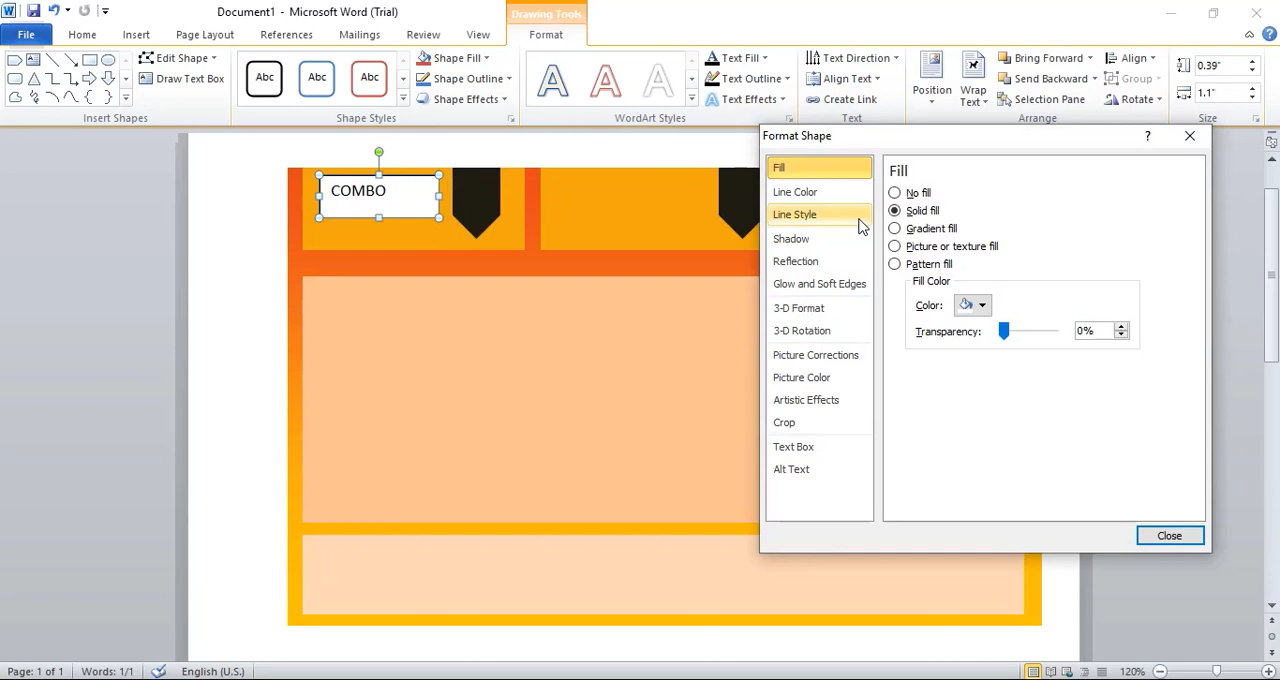 Document1 - Microsoft Word (Trial)
Drawing Tools
File Home Insert Page Layout References Mailings Review View Format
Edit Shape
Draw Text Box
Insert Shapes
Abc Abc Abc
Shape Fill
Shape Outline
Shape Effects
Shape Styles
A A A
Text Fill
Text Outline
Text Effects
WordArt Styles
Text Direction
Align Text
Create Link
Text
Position
Wrap Text
Bring Forward
Send Backward
Selection Pane
Align
Group
Rotate
Arrange
0.39"
1.1"
Size
COMBO
Format Shape
?
Fill
Line Color
Line Style
Shadow
Reflection
Glow and Soft Edges
3-D Format
3-D Rotation
Picture Corrections
Picture Color
Artistic Effects
Crop
Text Box
Alt Text
Fill
No fill
Solid fill
Gradient fill
Picture or texture fill
Pattern fill
Fill Color
Color:
Transparency: 0%
Close
Page: 1 of 1 Words: 1/1 English (U.S.) 120%